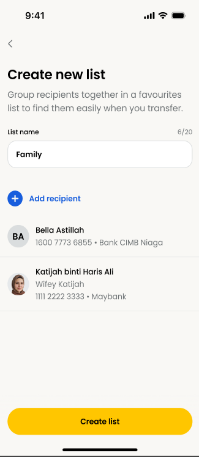 9:41
Create new list
Group recipients together in a favourites
list to find them easily when you transfer.
List name 6/20
Family
Add recipient
BA
Bella Astillah
1600 7773 6855 • Bank CIMB Niaga
Katijah binti Haris Ali
Wifey Katijah
1111 2222 3333 • Maybank
Create list